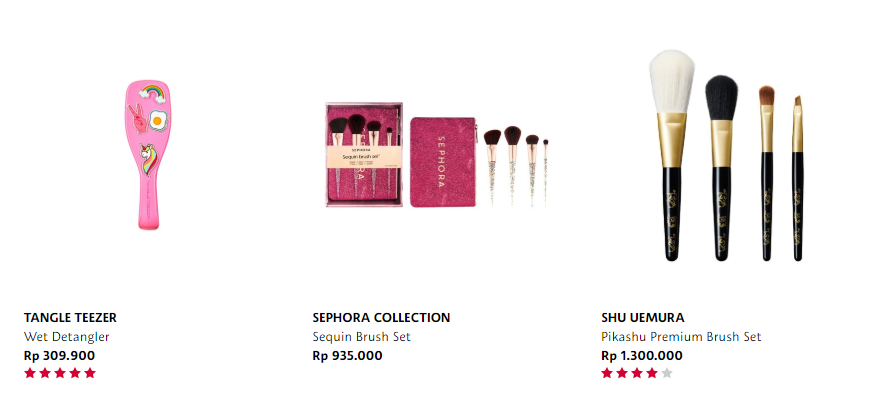 SEPHORA
Sequin brush set
SEPHORA
SEPHORA
TANGLE TEEZER
Wet Detangler
Rp 309.900
SEPHORA COLLECTION
Sequin Brush Set
Rp 935.000
SHU UEMURA
Pikashu Premium Brush Set
Rp 1.300.000